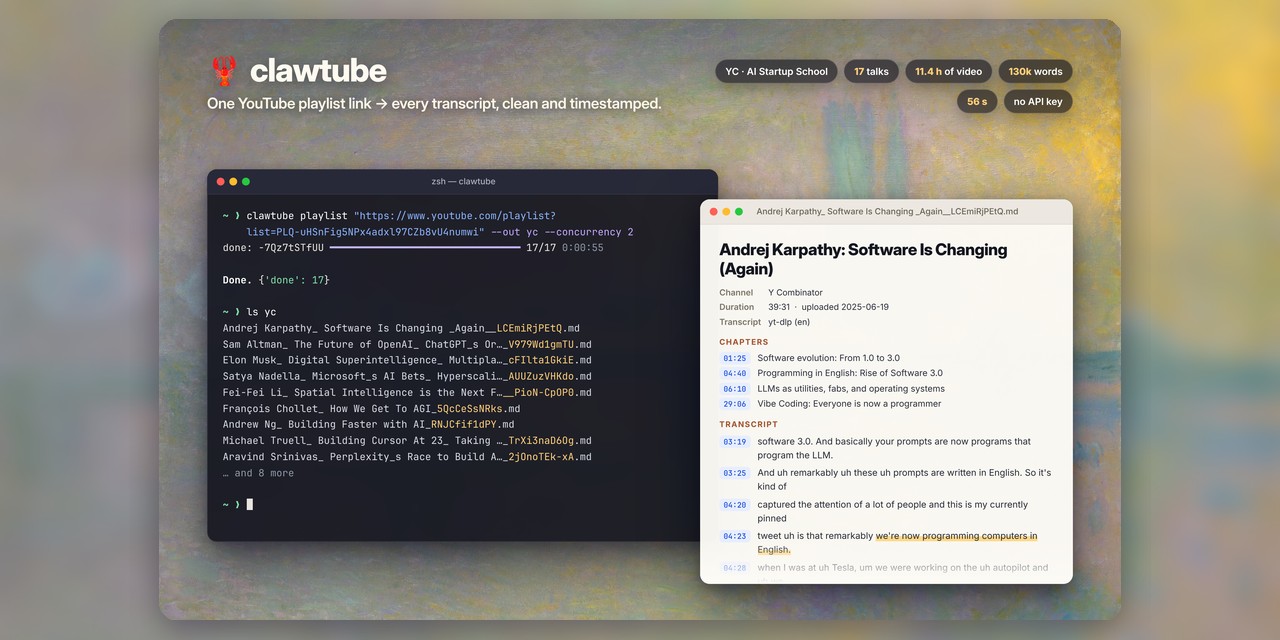 clawtube
One YouTube playlist link → every transcript, clean and timestamped.
YC · AI Startup School
17 talks
11.4 h of video
130k words
56 s
no API key
zsh — clawtube
~ ❯ clawtube playlist "https://www.youtube.com/playlist?
list=PLQ-uHSnFig5NPx4adxl97CZb8vU4numwi" --out yc --concurrency 2
done: -7Qz7tSTfUU 17/17 0:00:55
Done. {'done': 17}
~ ❯ ls yc
Andrej Karpathy_ Software Is Changing _Again__LCEmiRjPEtQ.md
Sam Altman_ The Future of OpenAI_ ChatGPT_s Or…_V979Wd1gmTU.md
Elon Musk_ Digital Superintelligence_ Multipla…_cFIlta1GkiE.md
Satya Nadella_ Microsoft_s AI Bets_ Hyperscali…_AUUZuzVHKdo.md
Fei-Fei Li_ Spatial Intelligence is the Next F…__PioN-CpOP0.md
François Chollet_ How We Get To AGI_5QcCeSsNRks.md
Andrew Ng_ Building Faster with AI_RNJCfif1dPY.md
Michael Truell_ Building Cursor At 23_ Taking …_TrXi3naD6Og.md
Aravind Srinivas_ Perplexity_s Race to Build A…_2jOnoTEk-xA.md
… and 8 more
~ ❯
Andrej Karpathy_ Software Is Changing _Again__LCEmiRjPEtQ.md
Andrej Karpathy: Software Is Changing
(Again)
Channel Y Combinator
Duration 39:31 · uploaded 2025-06-19
Transcript yt-dlp (en)
CHAPTERS
01:25 Software evolution: From 1.0 to 3.0
04:40 Programming in English: Rise of Software 3.0
06:10 LLMs as utilities, fabs, and operating systems
29:06 Vibe Coding: Everyone is now a programmer
TRANSCRIPT
03:19 software 3.0. And basically your prompts are now programs that
program the LLM.
03:25 And uh remarkably uh these uh prompts are written in English. So it's
kind of
04:20 captured the attention of a lot of people and this is my currently
pinned
04:23 tweet uh is that remarkably we're now programming computers in
English.
04:28 when I was at uh Tesla, um we were working on the uh autopilot and